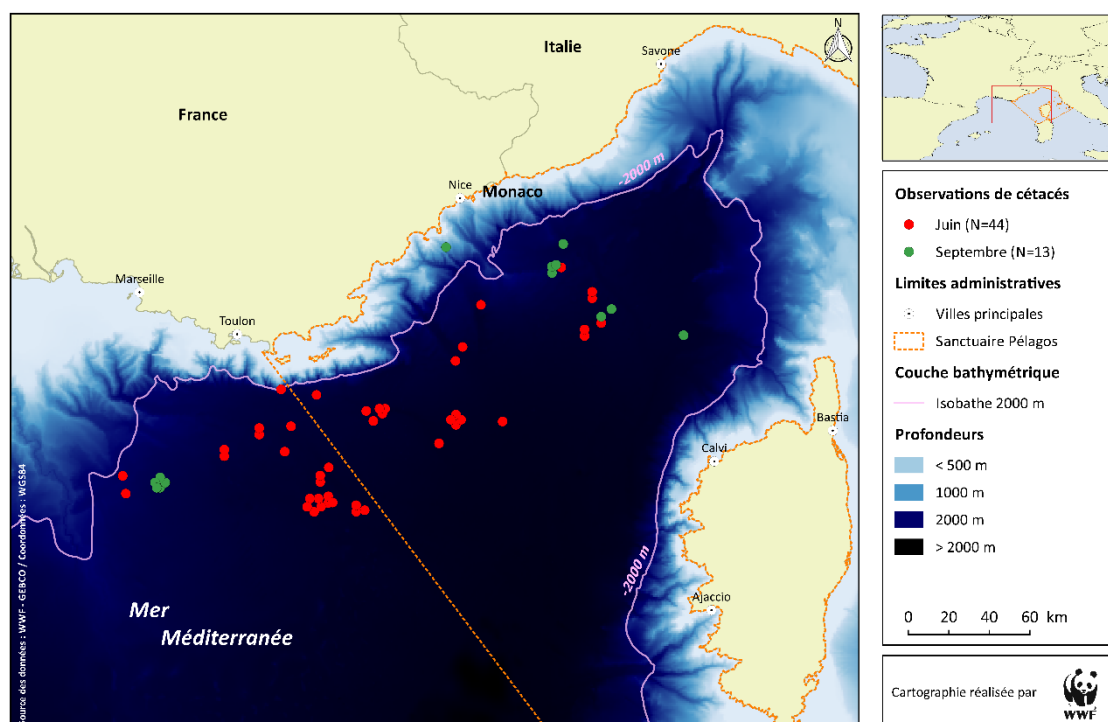 Italie
Savone
N
France
Nice
Monaco
-2000 m
Marseille
Toulon
Bastia
Calvi
-2000 m
Ajaccio
Mer
Méditerranée
Source des données : WWF - GEBCO / Coordonnées : WGS84
Observations de cétacés
Juin (N=44)
Septembre (N=13)
Limites administratives
Villes principales
Sanctuaire Pélagos
Couche bathymétrique
Isobathe 2000 m
Profondeurs
< 500 m
1000 m
2000 m
> 2000 m
0 20 40 60 km
Cartographie réalisée par
WWF